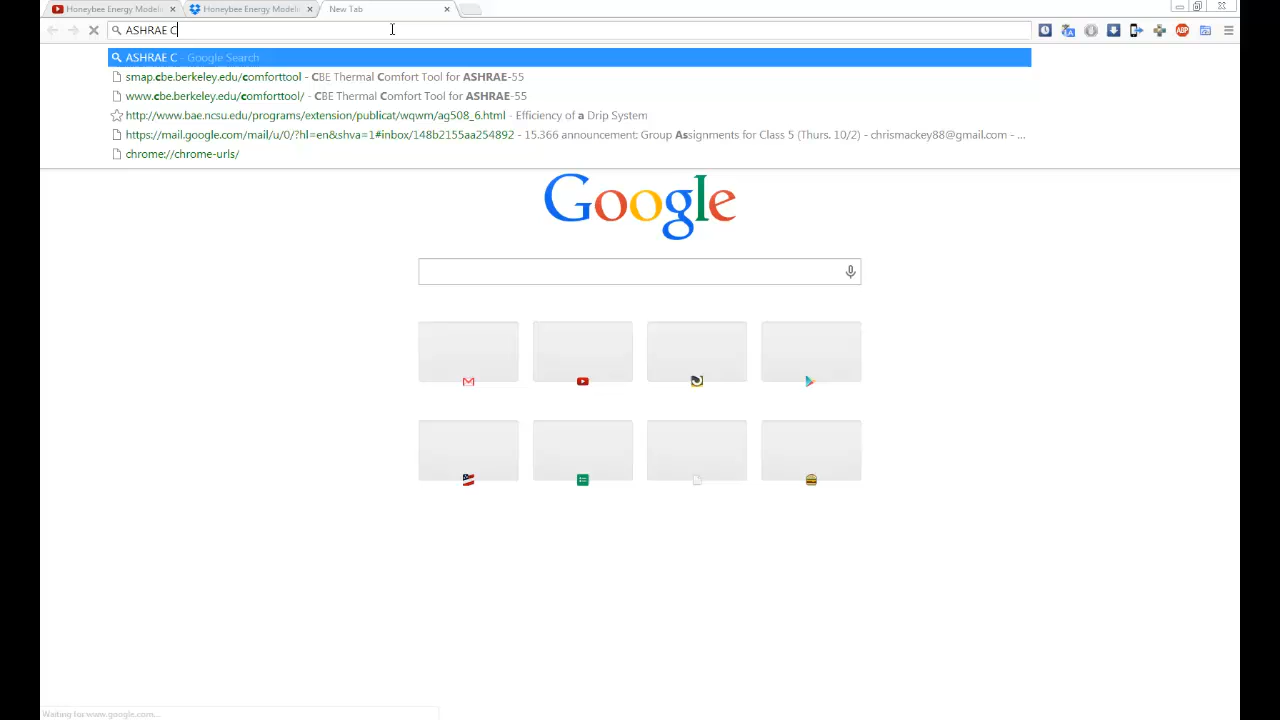 Honeybee Energy Modeli
Honeybee Energy Modeli
New Tab
ASHRAE C
ASHRAE C - Google Search
smap.cbe.berkeley.edu/comforttool - CBE Thermal Comfort Tool for ASHRAE-55
www.cbe.berkeley.edu/comforttool/ - CBE Thermal Comfort Tool for ASHRAE-55
http://www.bae.ncsu.edu/programs/extension/publicat/wqwm/ag508_6.html - Efficiency of a Drip System
https://mail.google.com/mail/u/0/?hl=en&shva=1#inbox/148b2155aa254892 - 15.366 announcement: Group Assignments for Class 5 (Thurs. 10/2) - chrismackey88@gmail.com - ...
chrome://chrome-urls/
Google
Waiting for www.google.com...